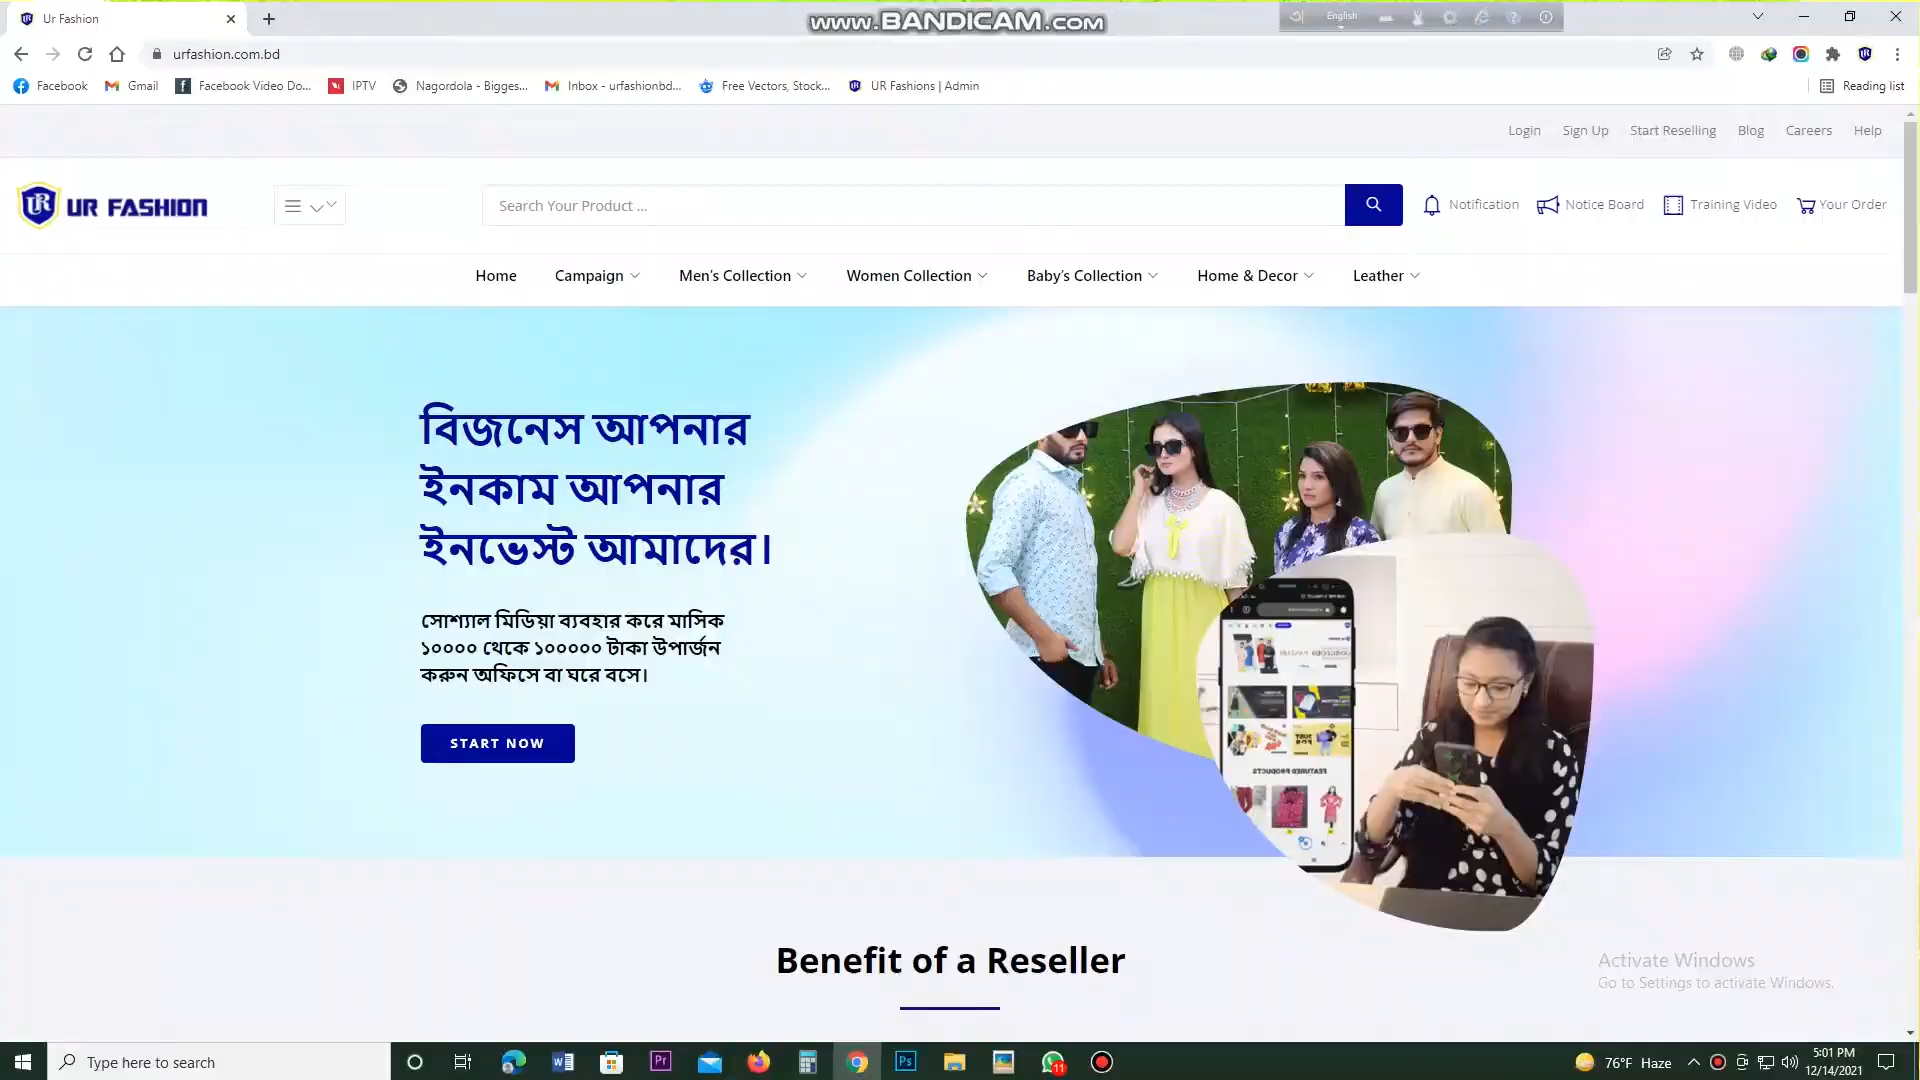 Ur Fashion
www.BANDICAM.com
English
urfashion.com.bd
Facebook
Gmail
Facebook Video Do...
IPTV
Nagordola - Bigges...
Inbox - urfashionbd...
Free Vectors, Stock...
UR Fashions | Admin
Reading list
Login
Sign Up
Start Reselling
Blog
Careers
Help
UR FASHION
Search Your Product ...
Notification
Notice Board
Training Video
Your Order
Home
Campaign
Men's Collection
Women Collection
Baby's Collection
Home & Decor
Leather
বিজনেস আপনার
ইনকাম আপনার
ইনভেস্ট আমাদের।
সোশ্যাল মিডিয়া ব্যবহার করে মাসিক
১০০০০ থেকে ১০০০০০ টাকা উপার্জন
করুন অফিসে বা ঘরে বসে।
START NOW
FEATURED PRODUCTS
Benefit of a Reseller
Activate Windows
Go to Settings to activate Windows.
Type here to search
11
76°F Haze
5:01 PM
12/14/2021